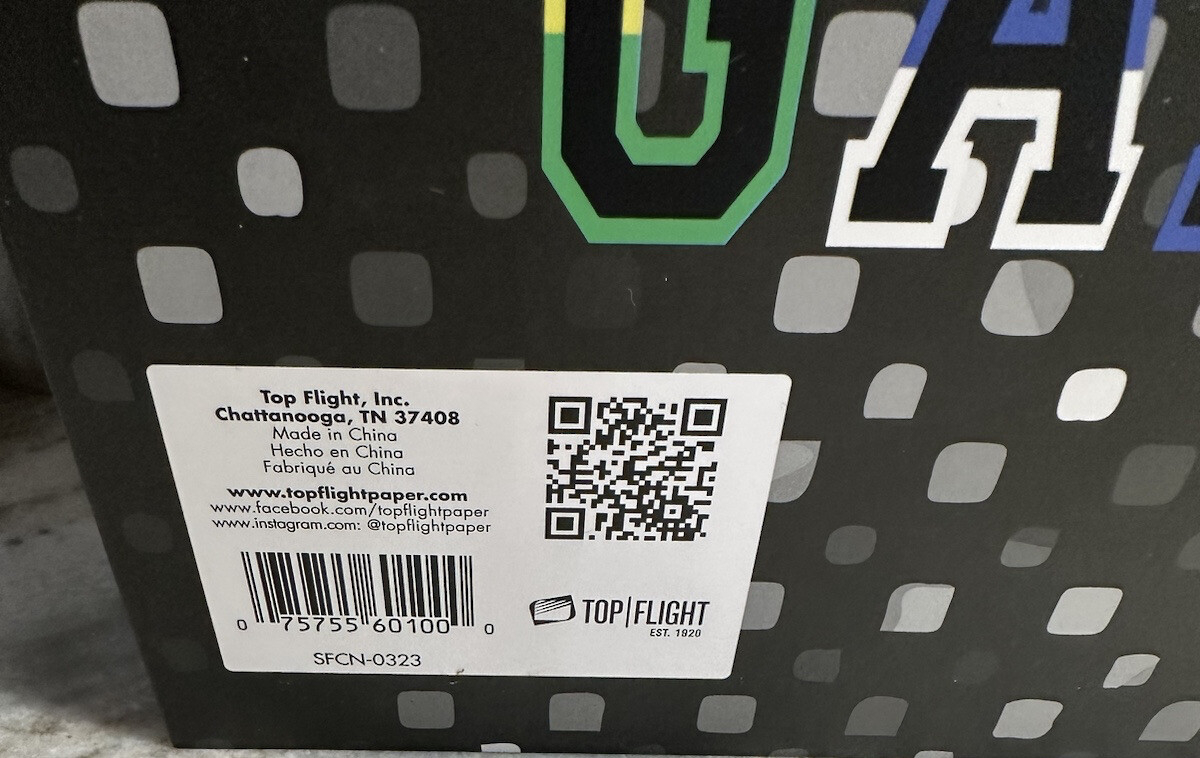 GA
Top Flight, Inc.
Chattanooga, TN 37408
Made in China
Hecho en China
Fabriqué au China
www.topflightpaper.com
www.facebook.com/topflightpaper
www.instagram.com: @topflightpaper
0 75755 60100 0
SFCN-0323
TOP|FLIGHT
EST. 1920